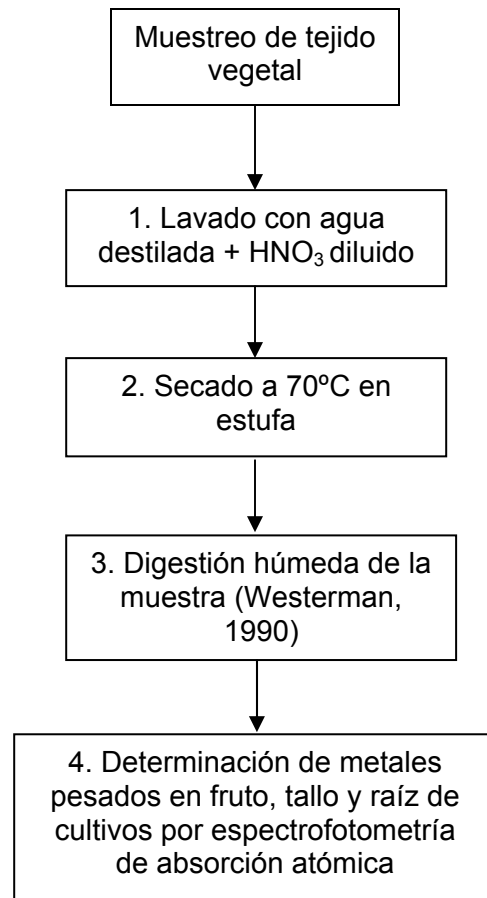 Muestreo de tejido
vegetal
1. Lavado con agua
destilada + HNO₃ diluido
2. Secado a 70ºC en
estufa
3. Digestión húmeda de la
muestra (Westerman,
1990)
4. Determinación de metales
pesados en fruto, tallo y raíz de
cultivos por espectrofotometría
de absorción atómica